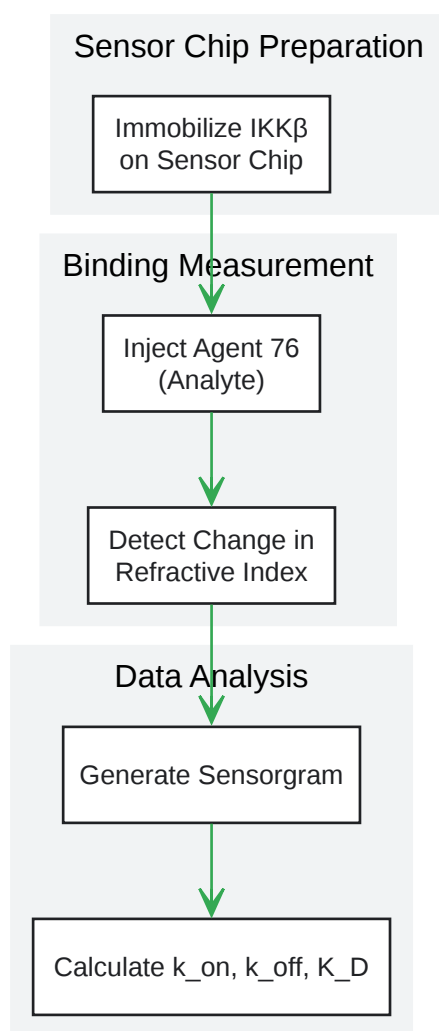 Sensor Chip Preparation
Immobilize IKKβ
on Sensor Chip
Binding Measurement
Inject Agent 76
(Analyte)
Detect Change in
Refractive Index
Data Analysis
Generate Sensorgram
Calculate k_on, k_off, K_D